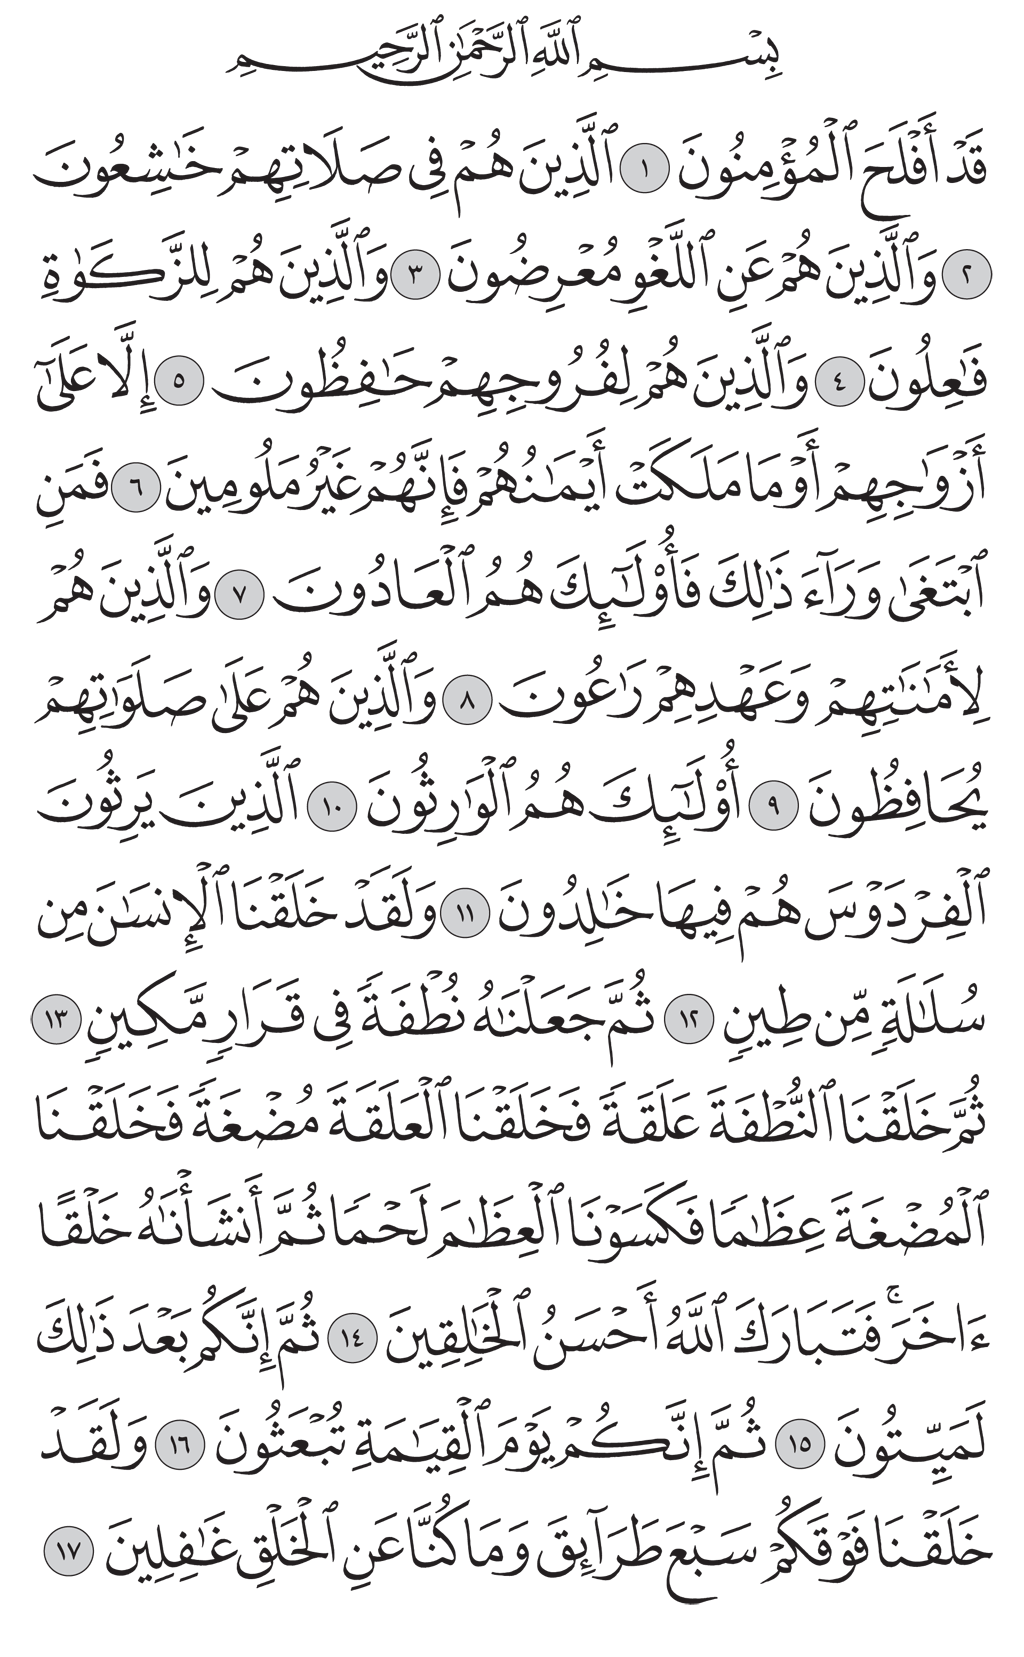 بِسْمِ ٱللَّهِ ٱلرَّحْمَٰنِ ٱلرَّحِيمِ
قَدْ أَفْلَحَ ٱلْمُؤْمِنُونَ ١ ٱلَّذِينَ هُمْ فِى صَلَاتِهِمْ خَٰشِعُونَ
٢ وَٱلَّذِينَ هُمْ عَنِ ٱللَّغْوِ مُعْرِضُونَ ٣ وَٱلَّذِينَ هُمْ لِلزَّكَوٰةِ
فَٰعِلُونَ ٤ وَٱلَّذِينَ هُمْ لِفُرُوجِهِمْ حَٰفِظُونَ ٥ إِلَّا عَلَىٰٓ
أَزْوَٰجِهِمْ أَوْ مَا مَلَكَتْ أَيْمَٰنُهُمْ فَإِنَّهُمْ غَيْرُ مَلُومِينَ ٦ فَمَنِ
ٱبْتَغَىٰ وَرَآءَ ذَٰلِكَ فَأُو۟لَٰٓئِكَ هُمُ ٱلْعَادُونَ ٧ وَٱلَّذِينَ هُمْ
لِأَمَٰنَٰتِهِمْ وَعَهْدِهِمْ رَٰعُونَ ٨ وَٱلَّذِينَ هُمْ عَلَىٰ صَلَوَٰتِهِمْ
يُحَافِظُونَ ٩ أُو۟لَٰٓئِكَ هُمُ ٱلْوَٰرِثُونَ ١٠ ٱلَّذِينَ يَرِثُونَ
ٱلْفِرْدَوْسَ هُمْ فِيهَا خَٰلِدُونَ ١١ وَلَقَدْ خَلَقْنَا ٱلْإِنسَٰنَ مِن
سُلَٰلَةٍ مِّن طِينٍ ١٢ ثُمَّ جَعَلْنَٰهُ نُطْفَةً فِى قَرَارٍ مَّكِينٍ ١٣
ثُمَّ خَلَقْنَا ٱلنُّطْفَةَ عَلَقَةً فَخَلَقْنَا ٱلْعَلَقَةَ مُضْغَةً فَخَلَقْنَا
ٱلْمُضْغَةَ عِظَٰمًا فَكَسَوْنَا ٱلْعِظَٰمَ لَحْمًا ثُمَّ أَنشَأْنَٰهُ خَلْقًا
ءَاخَرَ ۚ فَتَبَارَكَ ٱللَّهُ أَحْسَنُ ٱلْخَٰلِقِينَ ١٤ ثُمَّ إِنَّكُم بَعْدَ ذَٰلِكَ
لَمَيِّتُونَ ١٥ ثُمَّ إِنَّكُمْ يَوْمَ ٱلْقِيَٰمَةِ تُبْعَثُونَ ١٦ وَلَقَدْ
خَلَقْنَا فَوْقَكُمْ سَبْعَ طَرَآئِقَ وَمَا كُنَّا عَنِ ٱلْخَلْقِ غَٰفِلِينَ ١٧